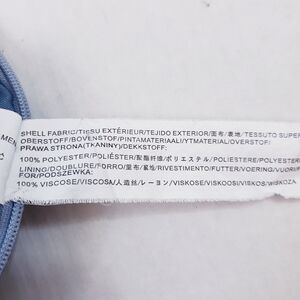 SHELL FABRIC/TISSU EXTÉRIEUR/TEJIDO EXTERIOR/面布/表地/TESSUTO SUPER
OBERSTOFF/BOVENSTOF/PINTAMATERIAALI/YTMATERIAL/OVERSTOF/
PRAWA STRONA(TKANINY)/DEKKSTOFF:
100% POLYESTER/POLIÉSTER/聚酯纤维/ポリエステル/POLIESTERE/POLYESTER
LINING/DOUBLURE/FORRO/里布/裏地/RIVESTIMENTO/FUTTER/VOERING/VUORI
FOR/PODSZEWKA:
100% VISCOSE/VISCOSA/人造丝/レーヨン/VISKOSE/VISKOOSI/VISKOS/WISKOZA
MEN